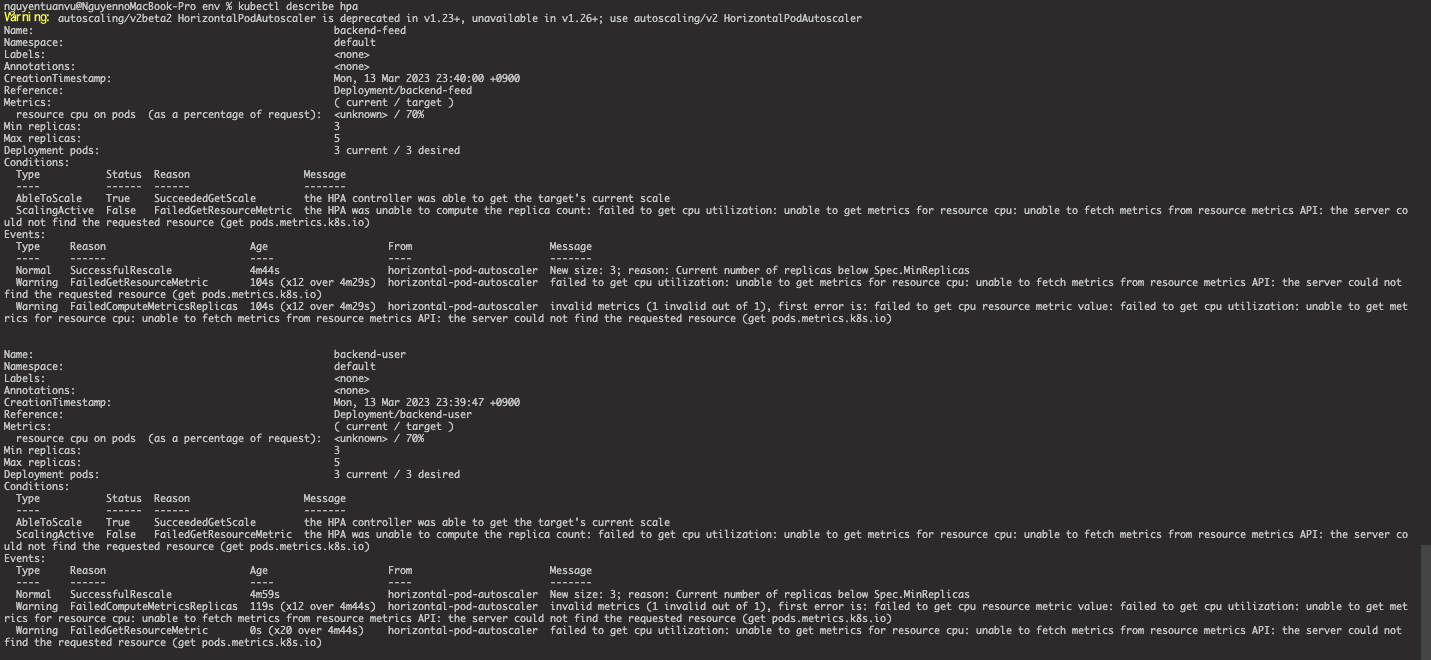 nguyentuanvu@NguyennoMacBook-Pro env % kubectl describe hpa
Warning: autoscaling/v2beta2 HorizontalPodAutoscaler is deprecated in v1.23+, unavailable in v1.26+; use autoscaling/v2 HorizontalPodAutoscaler
Name: backend-feed
Namespace: default
Labels: <none>
Annotations: <none>
CreationTimestamp: Mon, 13 Mar 2023 23:40:00 +0900
Reference: Deployment/backend-feed
Metrics: ( current / target )
resource cpu on pods (as a percentage of request): <unknown> / 70%
Min replicas: 3
Max replicas: 5
Deployment pods: 3 current / 3 desired
Conditions:
Type Status Reason Message
---- ------ ------ -------
AbleToScale True SucceededGetScale the HPA controller was able to get the target's current scale
ScalingActive False FailedGetResourceMetric the HPA was unable to compute the replica count: failed to get cpu utilization: unable to get metrics for resource cpu: unable to fetch metrics from resource metrics API: the server co
uld not find the requested resource (get pods.metrics.k8s.io)
Events:
Type Reason Age From Message
---- ------ ---- ---- -------
Normal SuccessfulRescale 4m44s horizontal-pod-autoscaler New size: 3; reason: Current number of replicas below Spec.MinReplicas
Warning FailedGetResourceMetric 104s (x12 over 4m29s) horizontal-pod-autoscaler failed to get cpu utilization: unable to get metrics for resource cpu: unable to fetch metrics from resource metrics API: the server could not
find the requested resource (get pods.metrics.k8s.io)
Warning FailedComputeMetricsReplicas 104s (x12 over 4m29s) horizontal-pod-autoscaler invalid metrics (1 invalid out of 1), first error is: failed to get cpu resource metric value: failed to get cpu utilization: unable to get met
rics for resource cpu: unable to fetch metrics from resource metrics API: the server could not find the requested resource (get pods.metrics.k8s.io)
Name: backend-user
Namespace: default
Labels: <none>
Annotations: <none>
CreationTimestamp: Mon, 13 Mar 2023 23:39:47 +0900
Reference: Deployment/backend-user
Metrics: ( current / target )
resource cpu on pods (as a percentage of request): <unknown> / 70%
Min replicas: 3
Max replicas: 5
Deployment pods: 3 current / 3 desired
Conditions:
Type Status Reason Message
---- ------ ------ -------
AbleToScale True SucceededGetScale the HPA controller was able to get the target's current scale
ScalingActive False FailedGetResourceMetric the HPA was unable to compute the replica count: failed to get cpu utilization: unable to get metrics for resource cpu: unable to fetch metrics from resource metrics API: the server co
uld not find the requested resource (get pods.metrics.k8s.io)
Events:
Type Reason Age From Message
---- ------ ---- ---- -------
Normal SuccessfulRescale 4m59s horizontal-pod-autoscaler New size: 3; reason: Current number of replicas below Spec.MinReplicas
Warning FailedComputeMetricsReplicas 119s (x12 over 4m44s) horizontal-pod-autoscaler invalid metrics (1 invalid out of 1), first error is: failed to get cpu resource metric value: failed to get cpu utilization: unable to get met
rics for resource cpu: unable to fetch metrics from resource metrics API: the server could not find the requested resource (get pods.metrics.k8s.io)
Warning FailedGetResourceMetric 0s (x20 over 4m44s) horizontal-pod-autoscaler failed to get cpu utilization: unable to get metrics for resource cpu: unable to fetch metrics from resource metrics API: the server could not
find the requested resource (get pods.metrics.k8s.io)